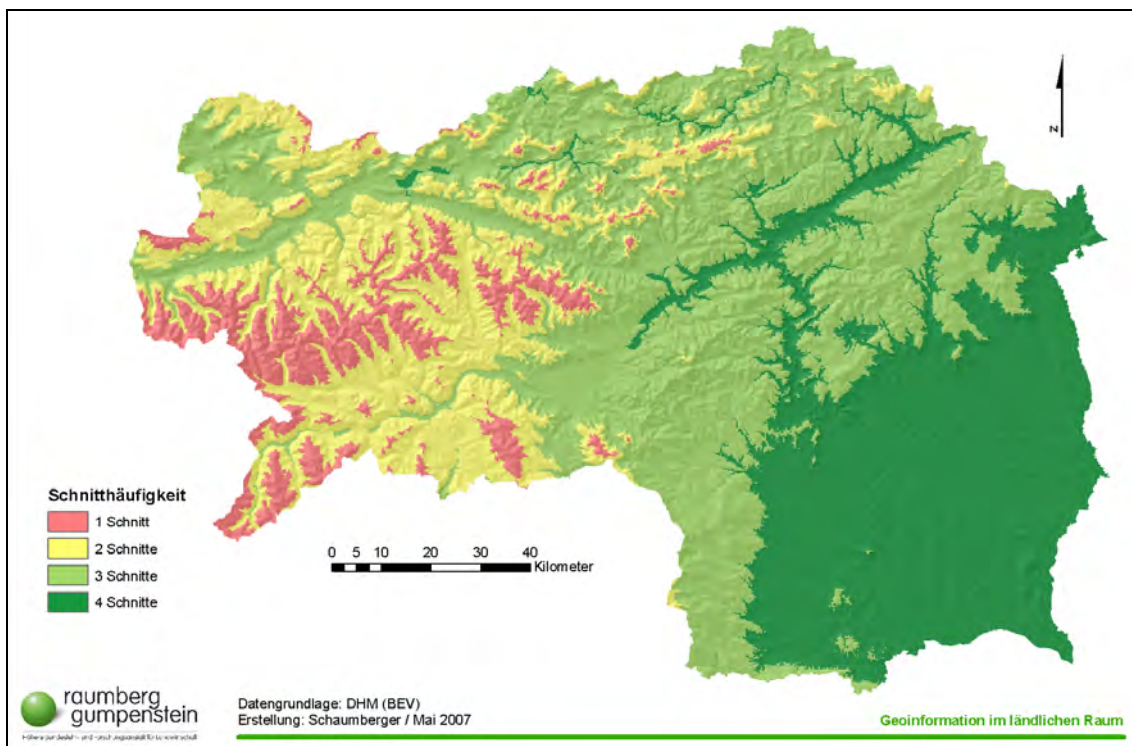 N
Schnitthäufigkeit
1 Schnitt
2 Schnitte
3 Schnitte
4 Schnitte
0 5 10 20 30 40
Kilometer
raumberg
gumpenstein
Datengrundlage: DHM (BEV)
Erstellung: Schaumberger / Mai 2007
Geoinformation im ländlichen Raum